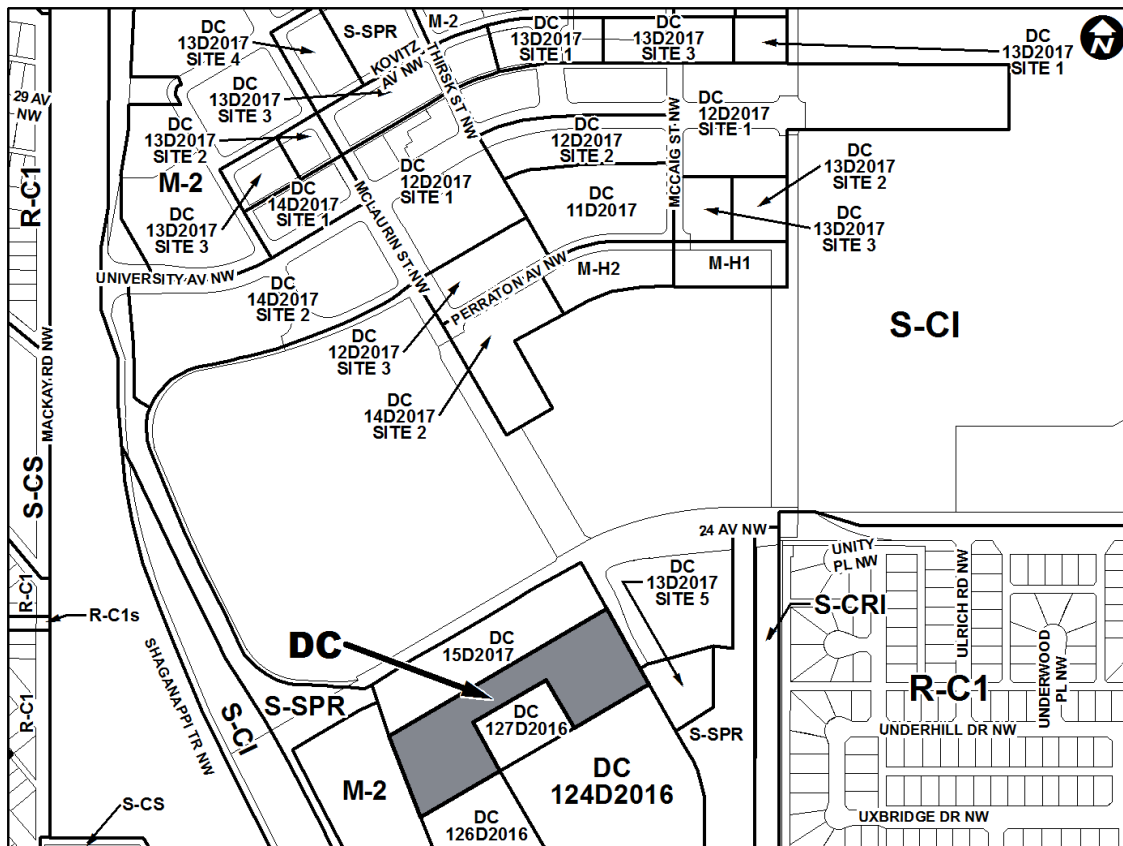 DC
13D2017
SITE 4
S-SPR
M-2
DC
13D2017
SITE 1
DC
13D2017
SITE 3
DC
13D2017
SITE 1
N
KOVITZ
AV NW
THIRSK ST NW
29 AV
NW
DC
13D2017
SITE 3
DC
13D2017
SITE 2
M-2
R-C1
DC
12D2017
SITE 1
MCCAIG ST NW
DC
12D2017
SITE 2
DC
13D2017
SITE 2
DC
12D2017
SITE 1
DC
14D2017
SITE 1
DC
13D2017
SITE 3
DC
11D2017
DC
13D2017
SITE 3
MCLAURIN ST NW
UNIVERSITY AV NW
DC
14D2017
SITE 2
PERRATON AV NW
M-H2
M-H1
S-CI
DC
12D2017
SITE 3
DC
14D2017
SITE 2
MACKAY RD NW
S-CS
24 AV NW
UNITY
PL NW
ULRICH RD NW
DC
13D2017
SITE 5
S-CRI
R-C1
R-C1s
SHAGANAPPI TR NW
DC
DC
15D2017
UNDERWOOD
PL NW
R-C1
R-C1
S-SPR
S-CI
DC
127D2016
S-SPR
UNDERHILL DR NW
M-2
DC
124D2016
S-CS
DC
126D2016
UXBRIDGE DR NW